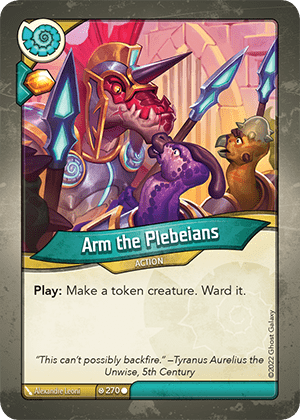 Arm the Plebeians
ACTION
Play: Make a token creature. Ward it.
"This can't possibly backfire." –Tyranus Aurelius the
Unwise, 5th Century
Alexandre Leoni
270
©2022 Ghost Galaxy